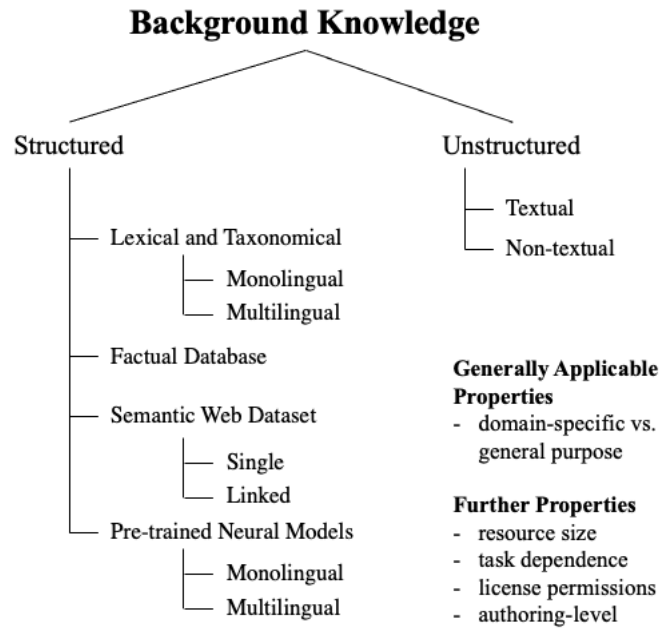 Background Knowledge
Structured
Lexical and Taxonomical
Monolingual
Multilingual
Factual Database
Semantic Web Dataset
Single
Linked
Pre-trained Neural Models
Monolingual
Multilingual
Unstructured
Textual
Non-textual
Generally Applicable
Properties
- domain-specific vs.
general purpose
Further Properties
- resource size
- task dependence
- license permissions
- authoring-level